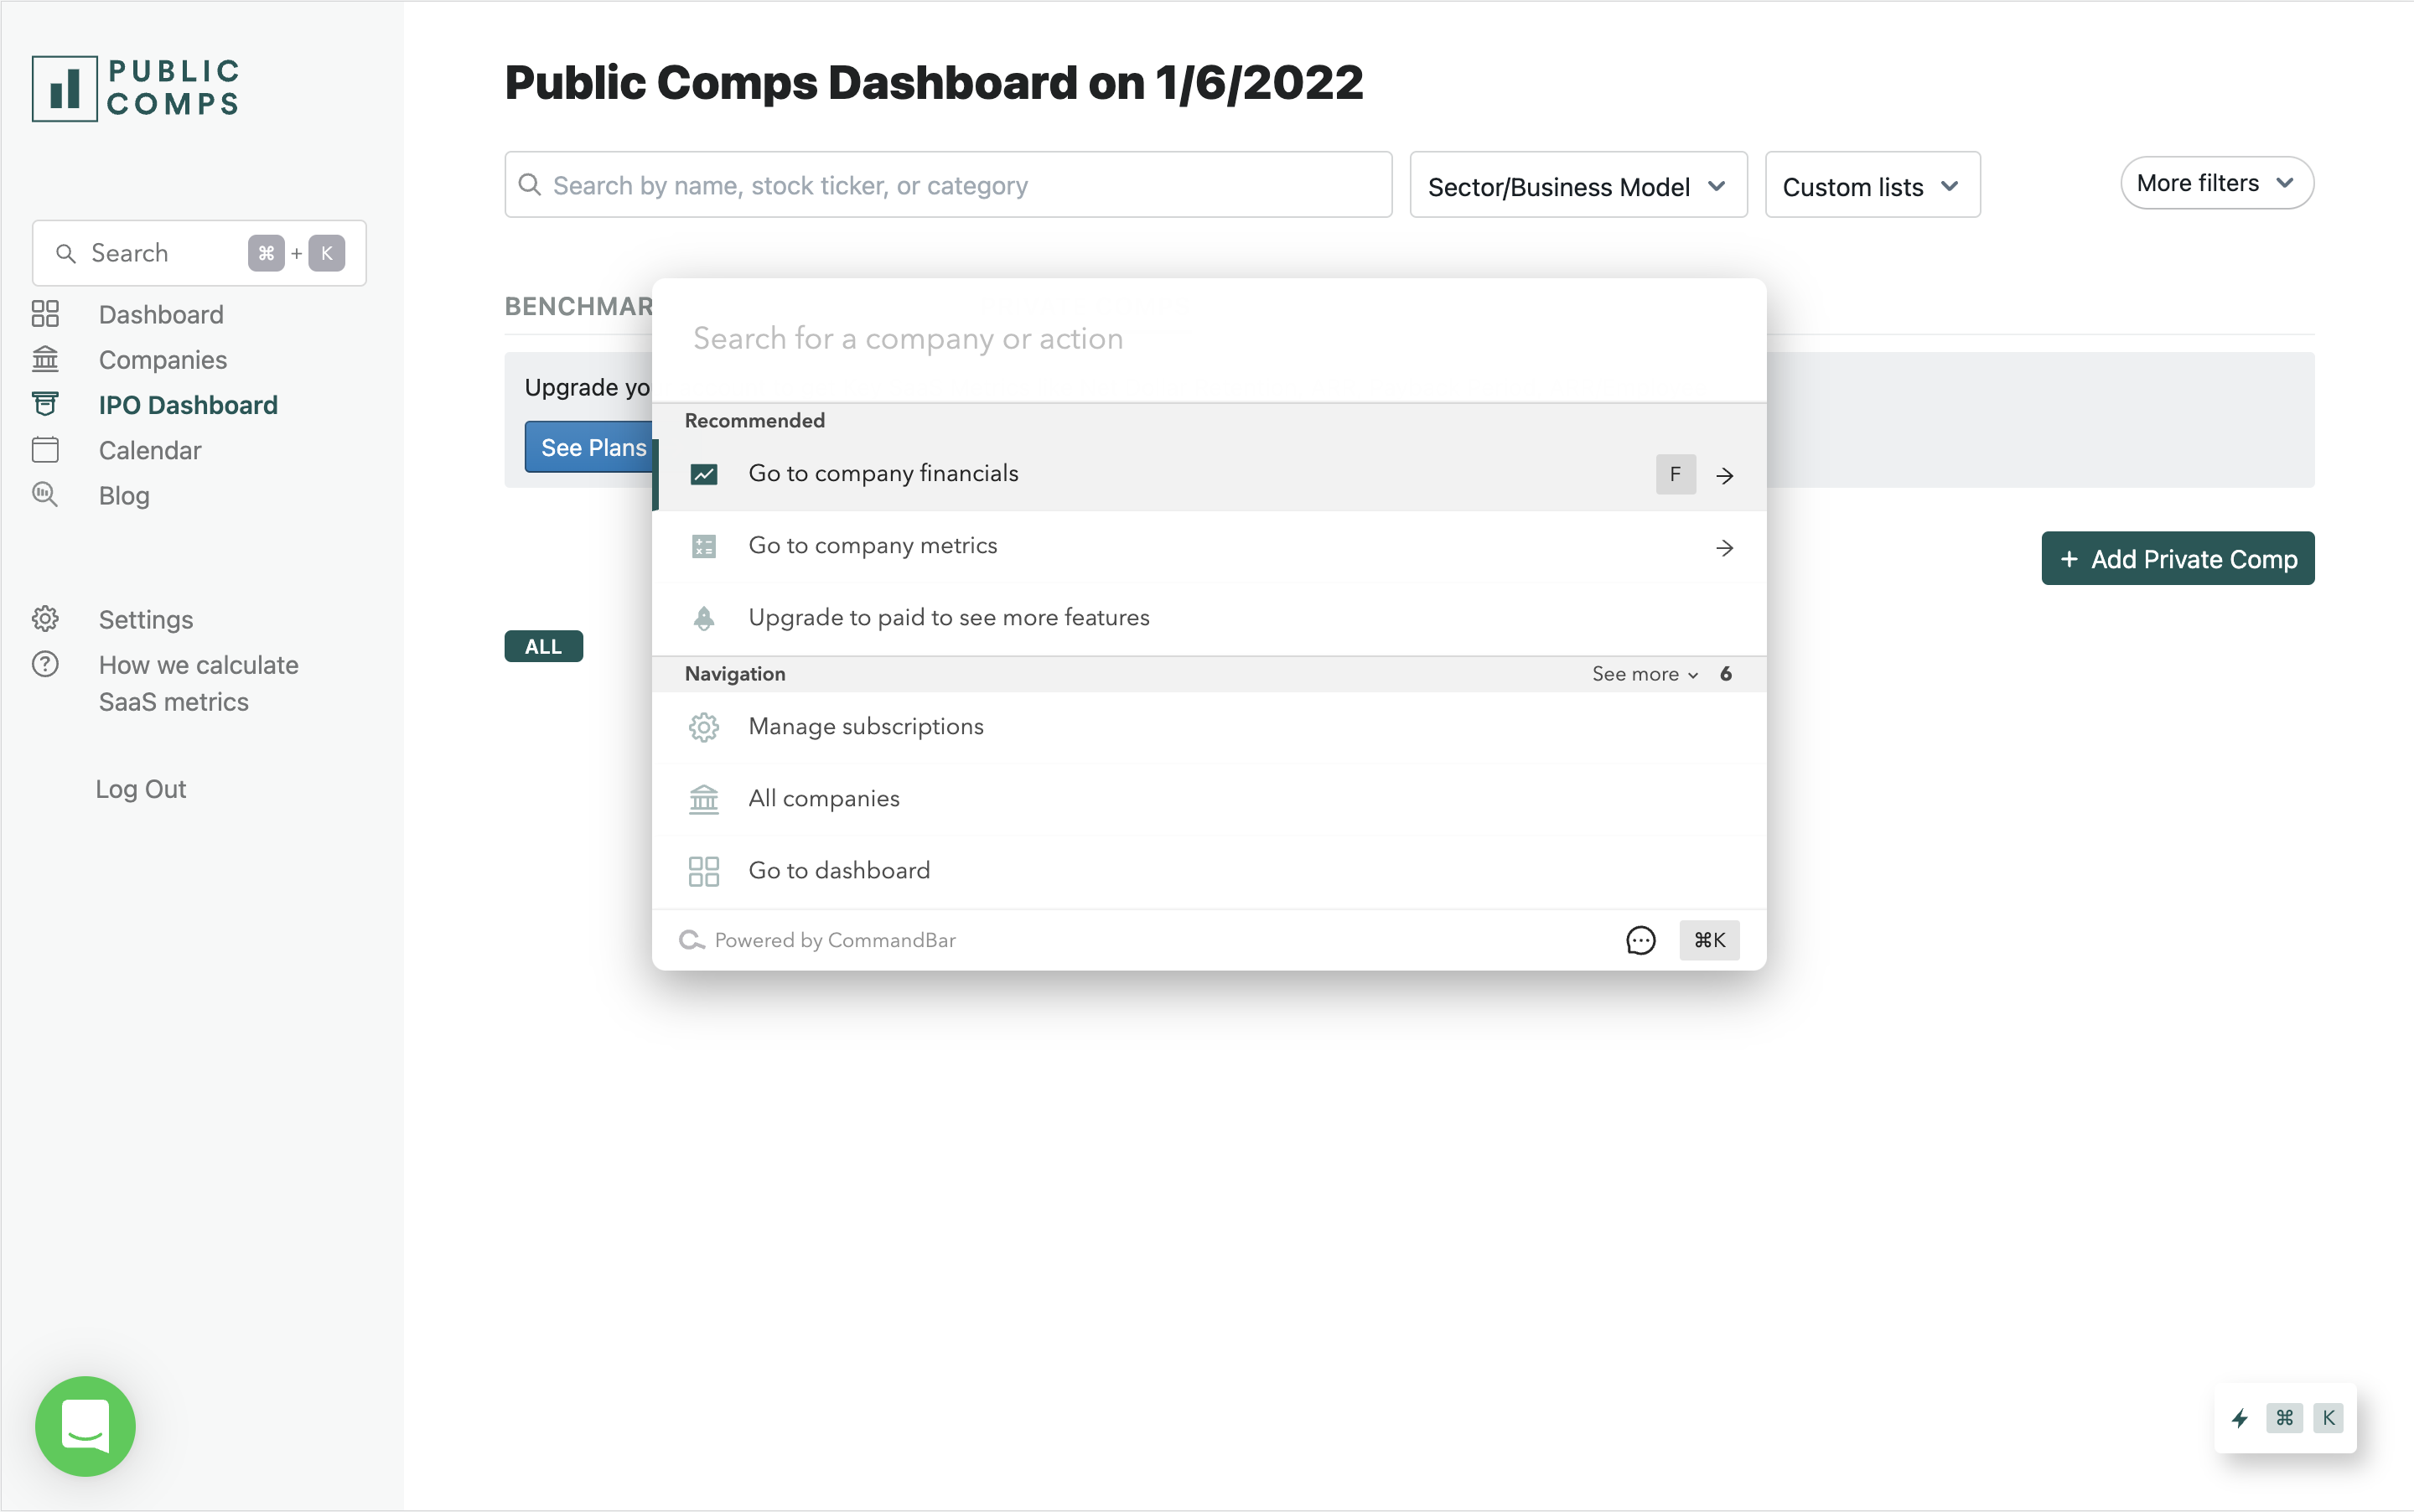 PUBLIC
COMPS
Search ⌘ + K
Dashboard
Companies
IPO Dashboard
Calendar
Blog
Settings
How we calculate
SaaS metrics
Log Out
Public Comps Dashboard on 1/6/2022
Search by name, stock ticker, or category
Sector/Business Model
Custom lists
More filters
BENCHMAR
Upgrade yo
See Plans
+ Add Private Comp
ALL
Search for a company or action
Recommended
Go to company financials F
Go to company metrics
Upgrade to paid to see more features
Navigation See more 6
Manage subscriptions
All companies
Go to dashboard
Powered by CommandBar ⌘K
⌘ K